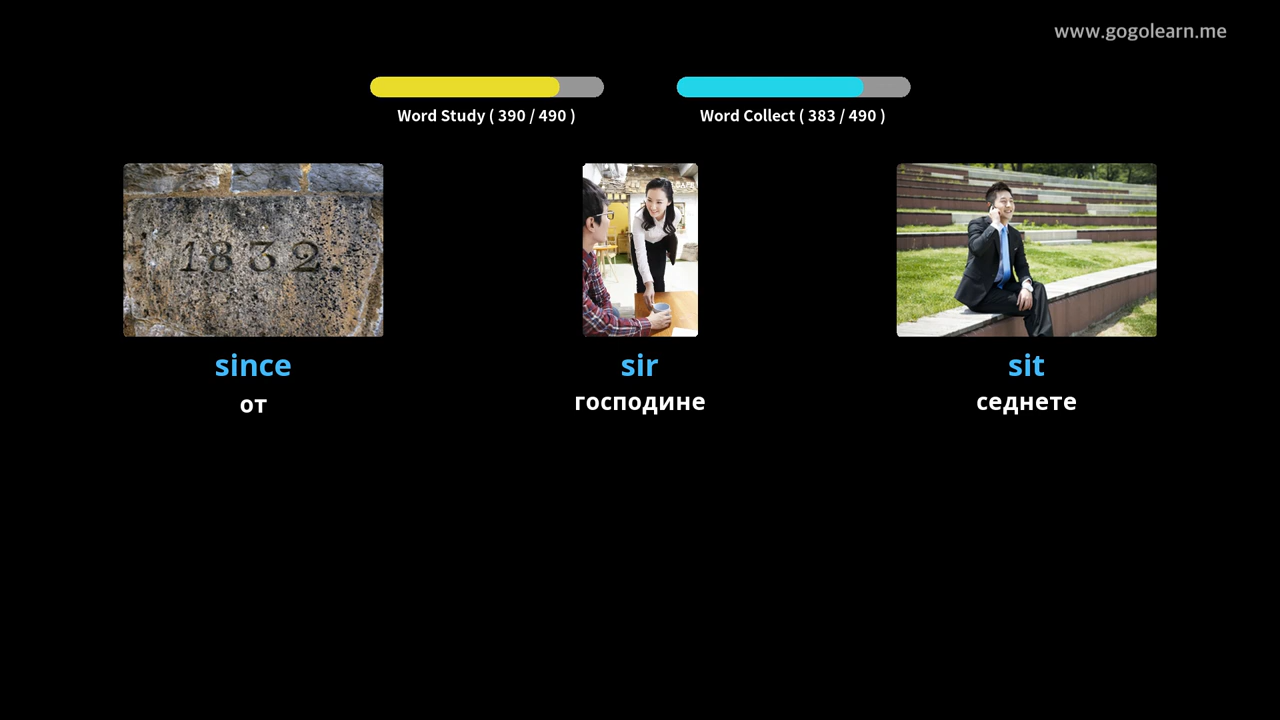 www.gogolearn.me
Word Study ( 390 / 490 )
Word Collect ( 383 / 490 )
1832.
since
sir
sit
от
господине
седнете